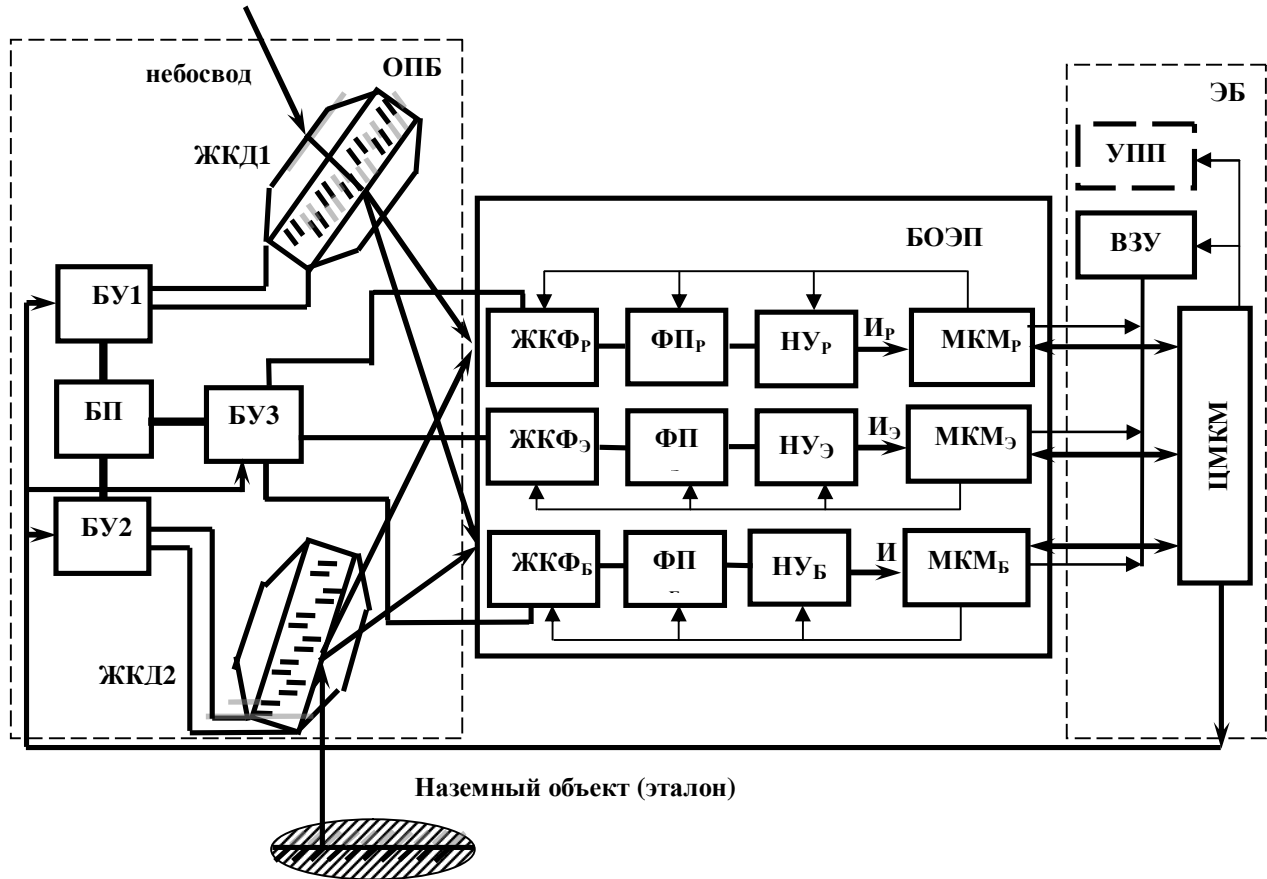 небосвод
ОПБ
ЭБ
ЖКД1
УПП
БОЭП
ВЗУ
БУ1
ЖКФР
ФПР
НУР
ИР
МКМР
БП
БУ3
ЖКФЭ
ФП
НУЭ
ИЭ
МКМЭ
ЦМКМ
БУ2
ЖКФБ
ФП
НУБ
И
МКМБ
ЖКД2
Наземный объект (эталон)